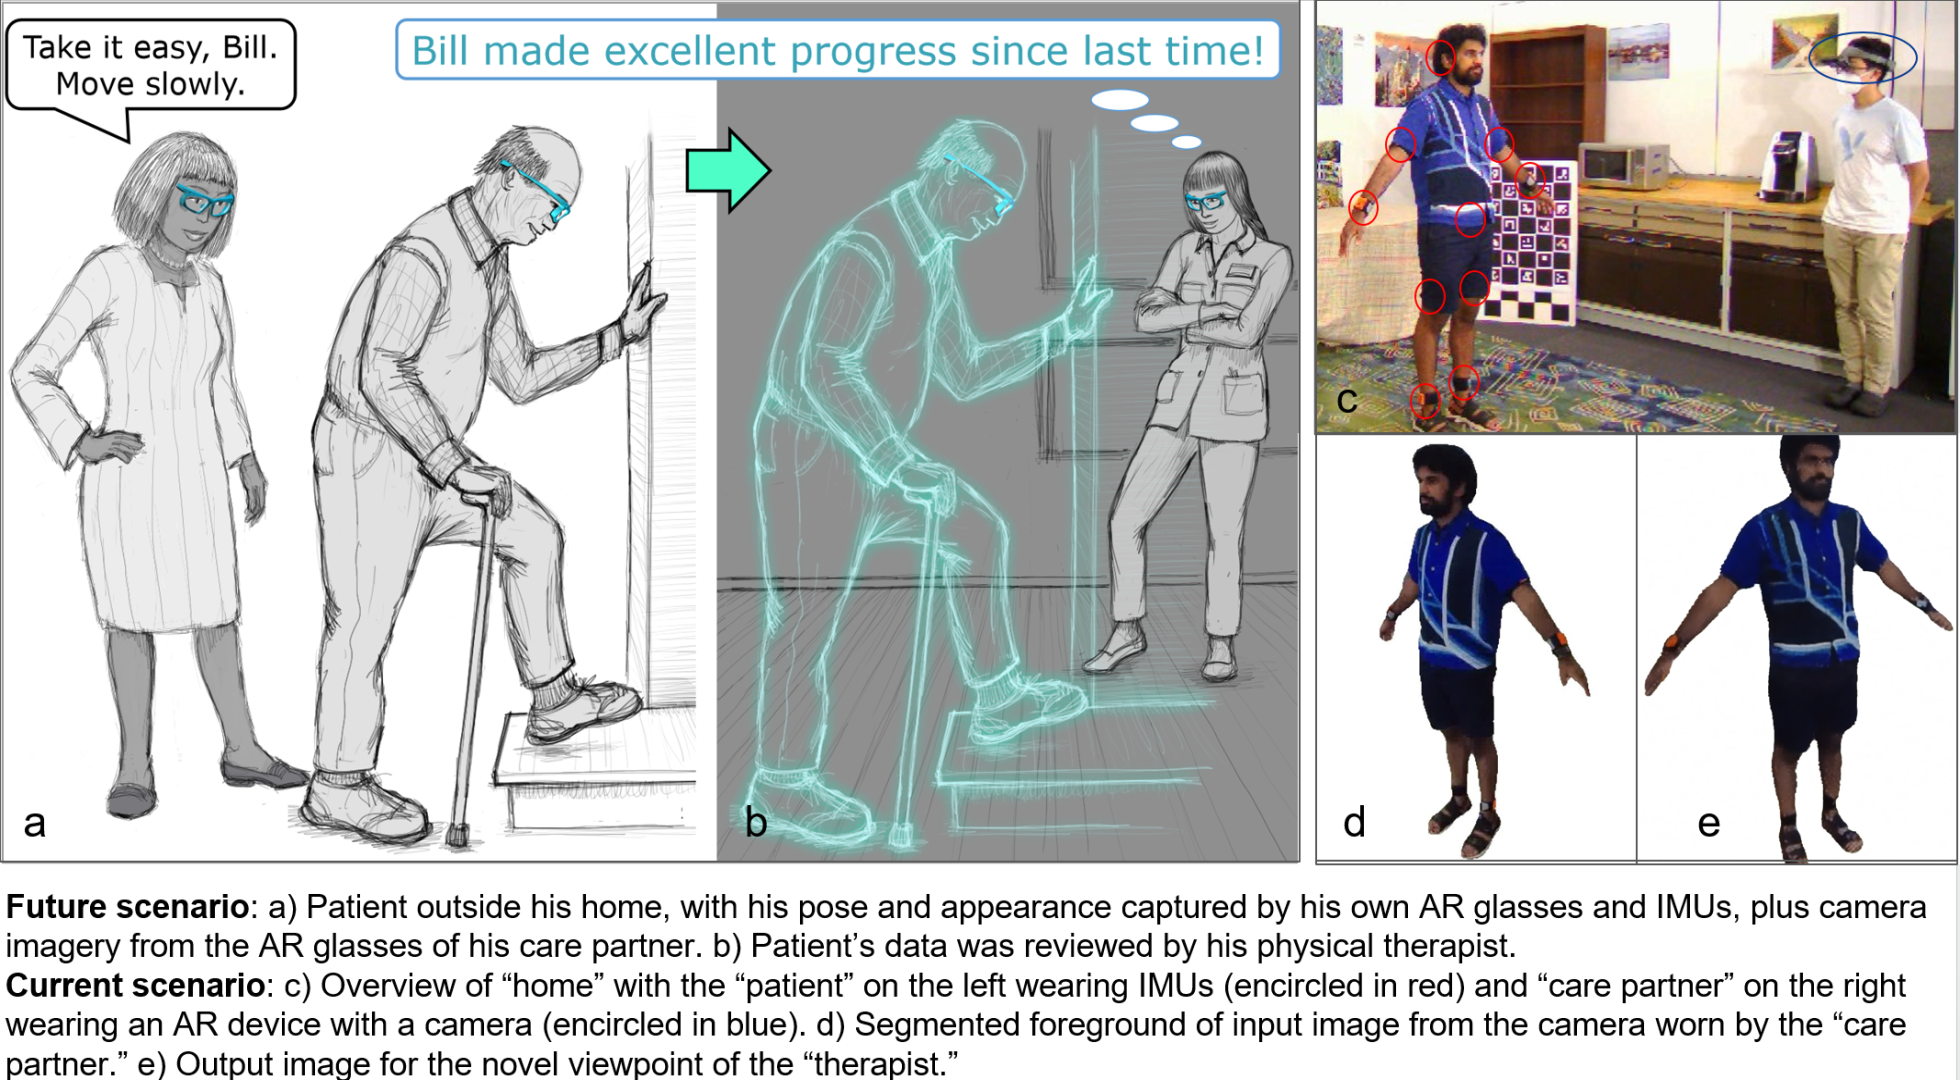 Take it easy, Bill.
Move slowly.
Bill made excellent progress since last time!
a
b
c
d
e
Future scenario: a) Patient outside his home, with his pose and appearance captured by his own AR glasses and IMUs, plus camera
imagery from the AR glasses of his care partner. b) Patient’s data was reviewed by his physical therapist.
Current scenario: c) Overview of “home” with the “patient” on the left wearing IMUs (encircled in red) and “care partner” on the right
wearing an AR device with a camera (encircled in blue). d) Segmented foreground of input image from the camera worn by the “care
partner.” e) Output image for the novel viewpoint of the “therapist.”